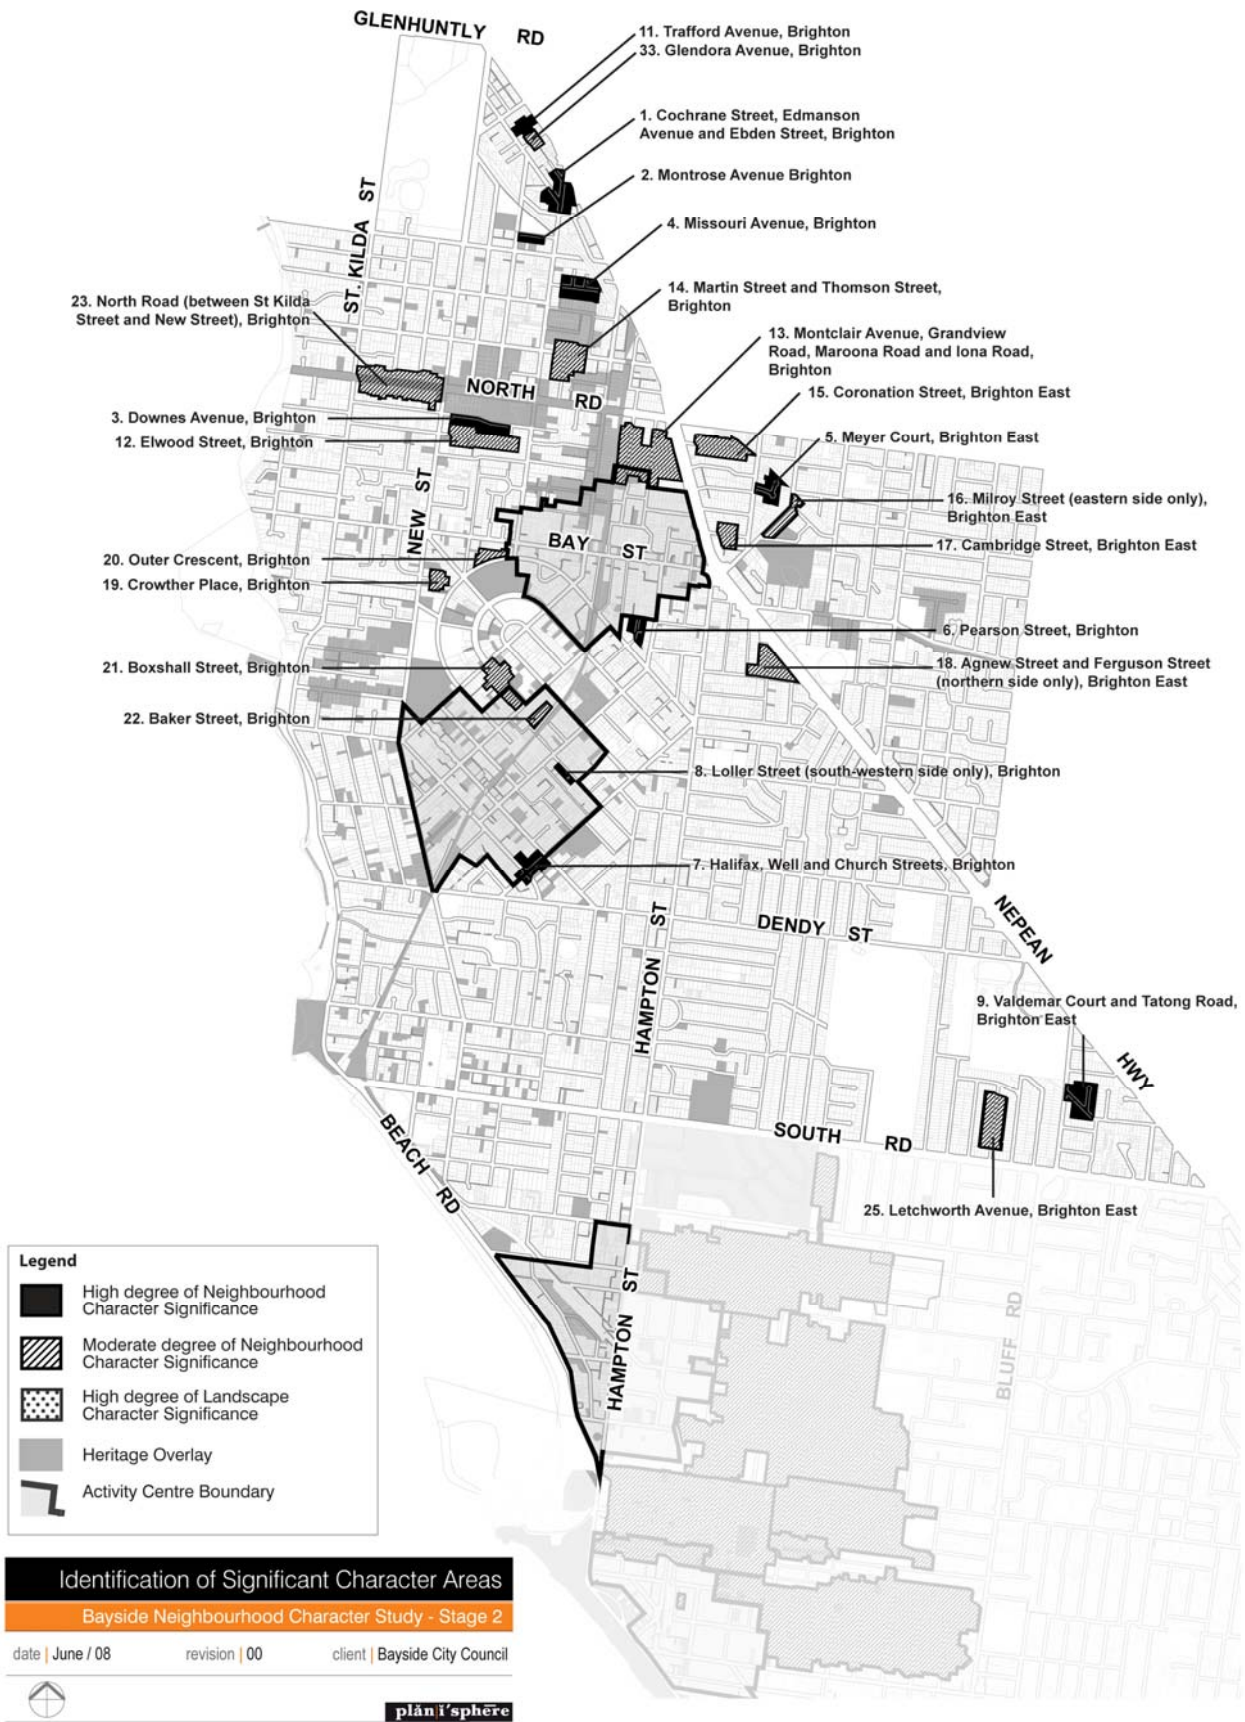 GLENHUNTLY RD
11. Trafford Avenue, Brighton
33. Glendora Avenue, Brighton
1. Cochrane Street, Edmanson
Avenue and Ebden Street, Brighton
2. Montrose Avenue Brighton
ST. KILDA ST
4. Missouri Avenue, Brighton
14. Martin Street and Thomson Street,
Brighton
23. North Road (between St Kilda
Street and New Street), Brighton
13. Montclair Avenue, Grandview
Road, Maroona Road and Iona Road,
Brighton
NORTH RD
15. Coronation Street, Brighton East
3. Downes Avenue, Brighton
12. Elwood Street, Brighton
5. Meyer Court, Brighton East
NEW ST
16. Milroy Street (eastern side only),
Brighton East
BAY ST
17. Cambridge Street, Brighton East
20. Outer Crescent, Brighton
19. Crowther Place, Brighton
6. Pearson Street, Brighton
21. Boxshall Street, Brighton
18. Agnew Street and Ferguson Street
(northern side only), Brighton East
22. Baker Street, Brighton
8. Loller Street (south-western side only), Brighton
7. Halifax, Well and Church Streets, Brighton
HAMPTON ST
DENDY ST
NEPEAN HWY
9. Valdemar Court and Tatong Road,
Brighton East
BEACH RD
SOUTH RD
25. Letchworth Avenue, Brighton East
HAMPTON ST
BLUFF RD
Legend
High degree of Neighbourhood
Character Significance
Moderate degree of Neighbourhood
Character Significance
High degree of Landscape
Character Significance
Heritage Overlay
Activity Centre Boundary
Identification of Significant Character Areas
Bayside Neighbourhood Character Study - Stage 2
date | June / 08 revision | 00 client | Bayside City Council
plăn|ĭ'sphēre